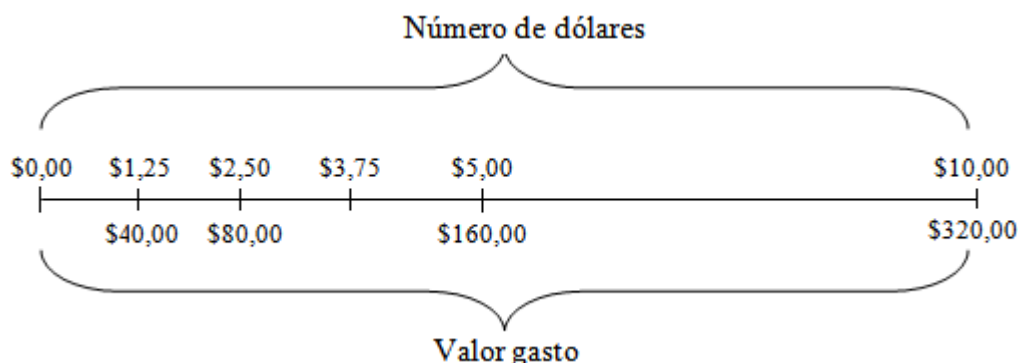 Número de dólares
$0,00 $1,25 $2,50 $3,75 $5,00 $10,00
$40,00 $80,00 $160,00 $320,00
Valor gasto